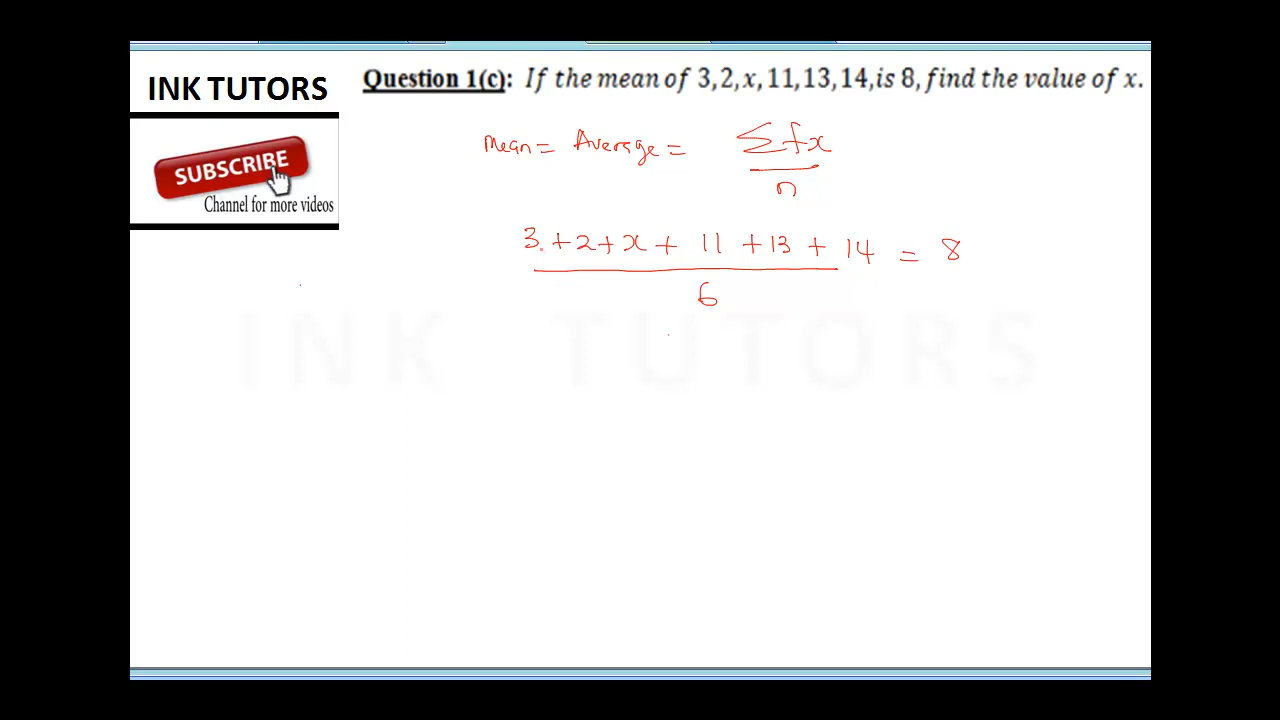 INK TUTORS
Question 1(c): If the mean of 3, 2, x, 11, 13, 14, is 8, find the value of x.
SUBSCRIBE
Channel for more videos
Mean = Average = ∑fx
n
3 + 2 + x + 11 + 13 + 14 = 8
6
INK TUTORS